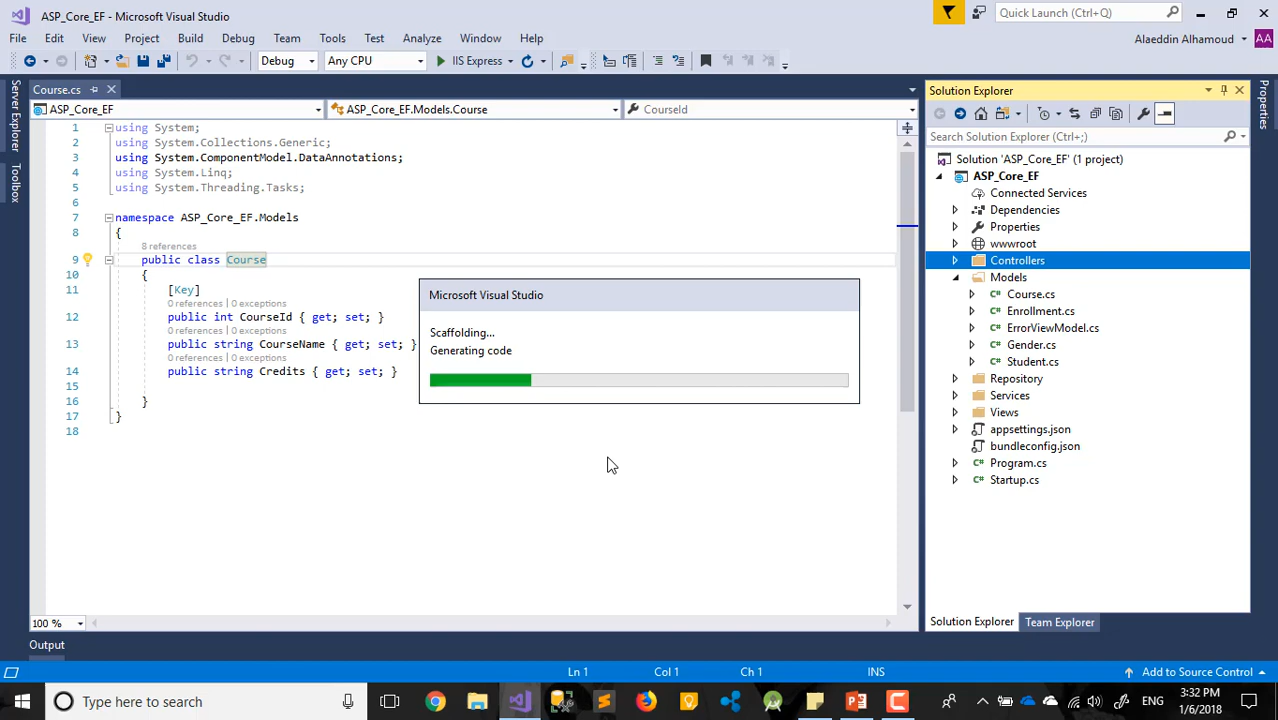 ASP_Core_EF - Microsoft Visual Studio
Quick Launch (Ctrl+Q)
File Edit View Project Build Debug Team Tools Test Analyze Window Help
Alaeddin Alhamoud AA
Debug Any CPU IIS Express
Server Explorer
Toolbox
Course.cs
ASP_Core_EF ASP_Core_EF.Models.Course CourseId
1 using System;
2 using System.Collections.Generic;
3 using System.ComponentModel.DataAnnotations;
4 using System.Linq;
5 using System.Threading.Tasks;
6
7 namespace ASP_Core_EF.Models
8 {
8 references
9 public class Course
10 {
11 [Key]
0 references | 0 exceptions
12 public int CourseId { get; set; }
0 references | 0 exceptions
13 public string CourseName { get; set; }
0 references | 0 exceptions
14 public string Credits { get; set; }
15
16 }
17 }
18
Microsoft Visual Studio
Scaffolding...
Generating code
100 %
Output
Solution Explorer
Search Solution Explorer (Ctrl+;)
Solution 'ASP_Core_EF' (1 project)
ASP_Core_EF
Connected Services
Dependencies
Properties
wwwroot
Controllers
Models
C# Course.cs
C# Enrollment.cs
C# ErrorViewModel.cs
C# Gender.cs
C# Student.cs
Repository
Services
Views
appsettings.json
bundleconfig.json
C# Program.cs
C# Startup.cs
Solution Explorer Team Explorer
Properties
Ln 1 Col 1 Ch 1 INS Add to Source Control
Type here to search
ENG
3:32 PM
1/6/2018